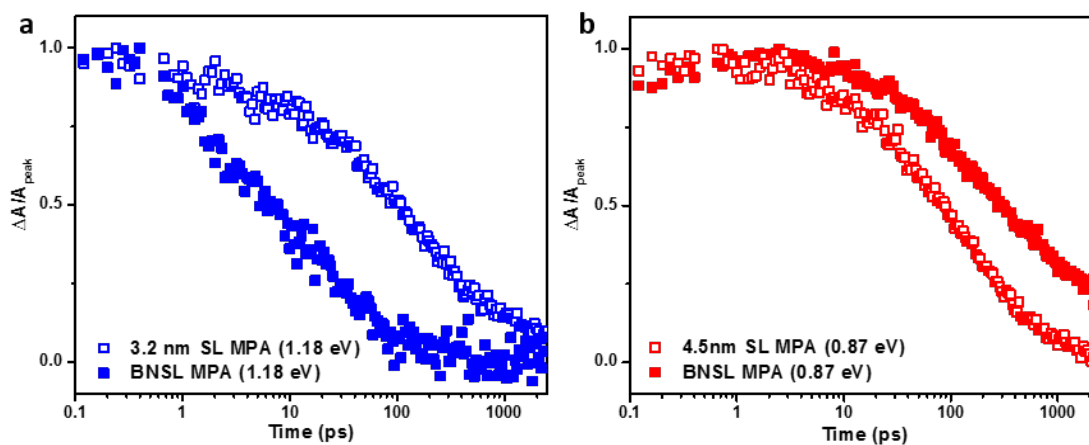 a
ΔA /A peak
1.0
0.5
0.0
3.2 nm SL MPA (1.18 eV)
BNSL MPA (1.18 eV)
0.1 1 10 100 1000
Time (ps)
b
ΔA /A peak
1.0
0.5
0.0
4.5nm SL MPA (0.87 eV)
BNSL MPA (0.87 eV)
0.1 1 10 100 1000
Time (ps)